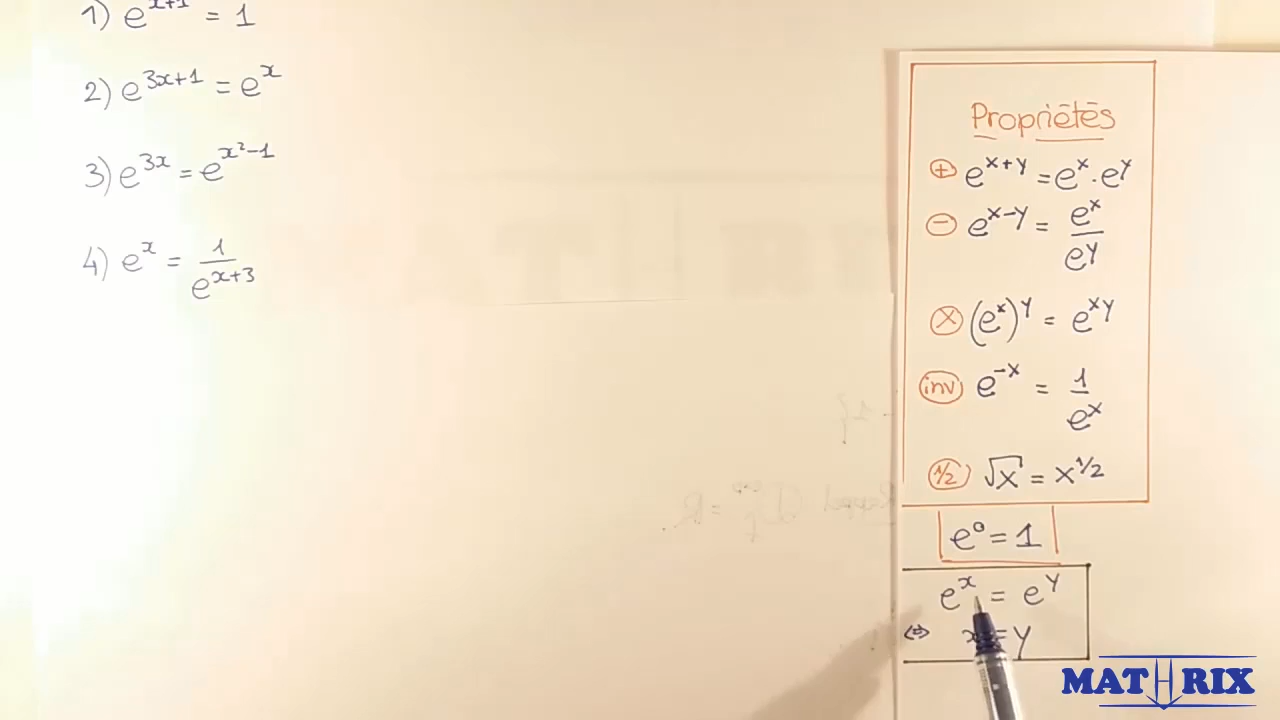 1) e^{x+1} = 1
2) e^{3x+1} = e^x
3) e^{3x} = e^{x²-1}
4) e^x = 1/e^{x+3}
Propriétés
⊕ e^{x+y} = e^x . e^y
⊖ e^{x-y} = e^x/e^y
ⓧ (e^x)^y = e^{xy}
inv e^{-x} = 1/e^x
1/2 √x = x^{1/2}
e^0 = 1
e^x = e^y
⇔ x = y
MATHRIX